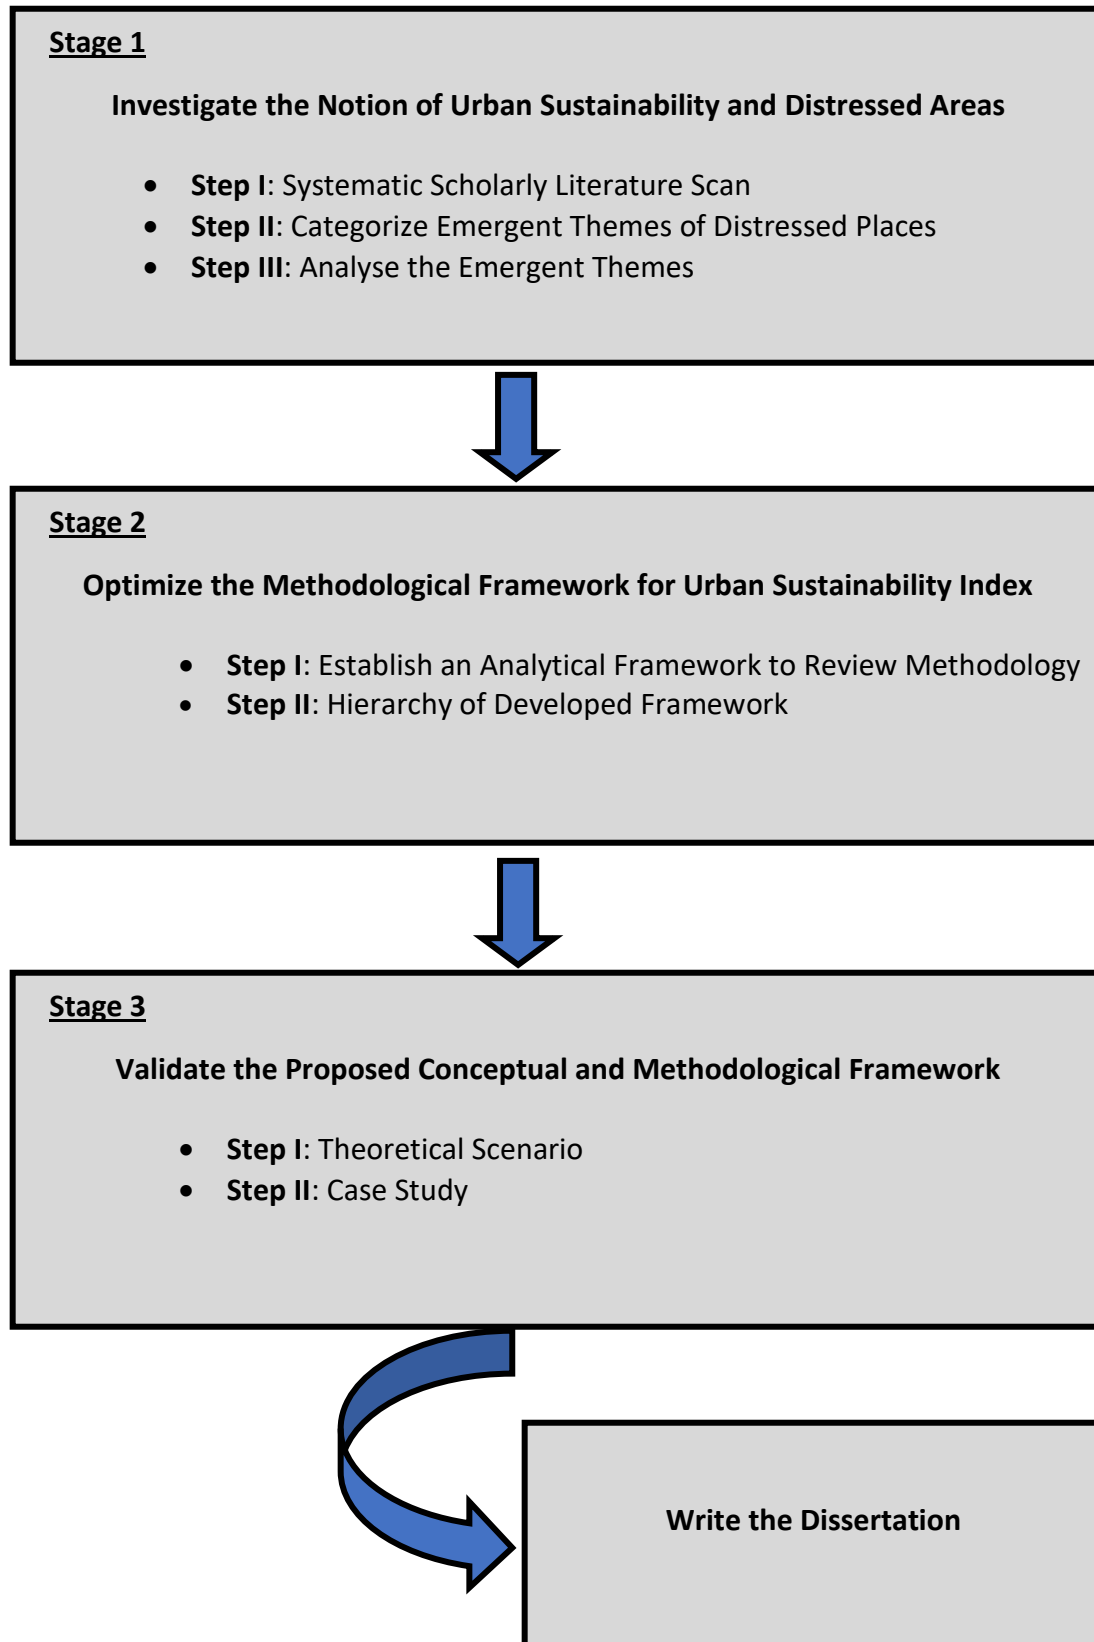 Stage 1
Investigate the Notion of Urban Sustainability and Distressed Areas
• Step I: Systematic Scholarly Literature Scan
• Step II: Categorize Emergent Themes of Distressed Places
• Step III: Analyse the Emergent Themes
Stage 2
Optimize the Methodological Framework for Urban Sustainability Index
• Step I: Establish an Analytical Framework to Review Methodology
• Step II: Hierarchy of Developed Framework
Stage 3
Validate the Proposed Conceptual and Methodological Framework
• Step I: Theoretical Scenario
• Step II: Case Study
Write the Dissertation